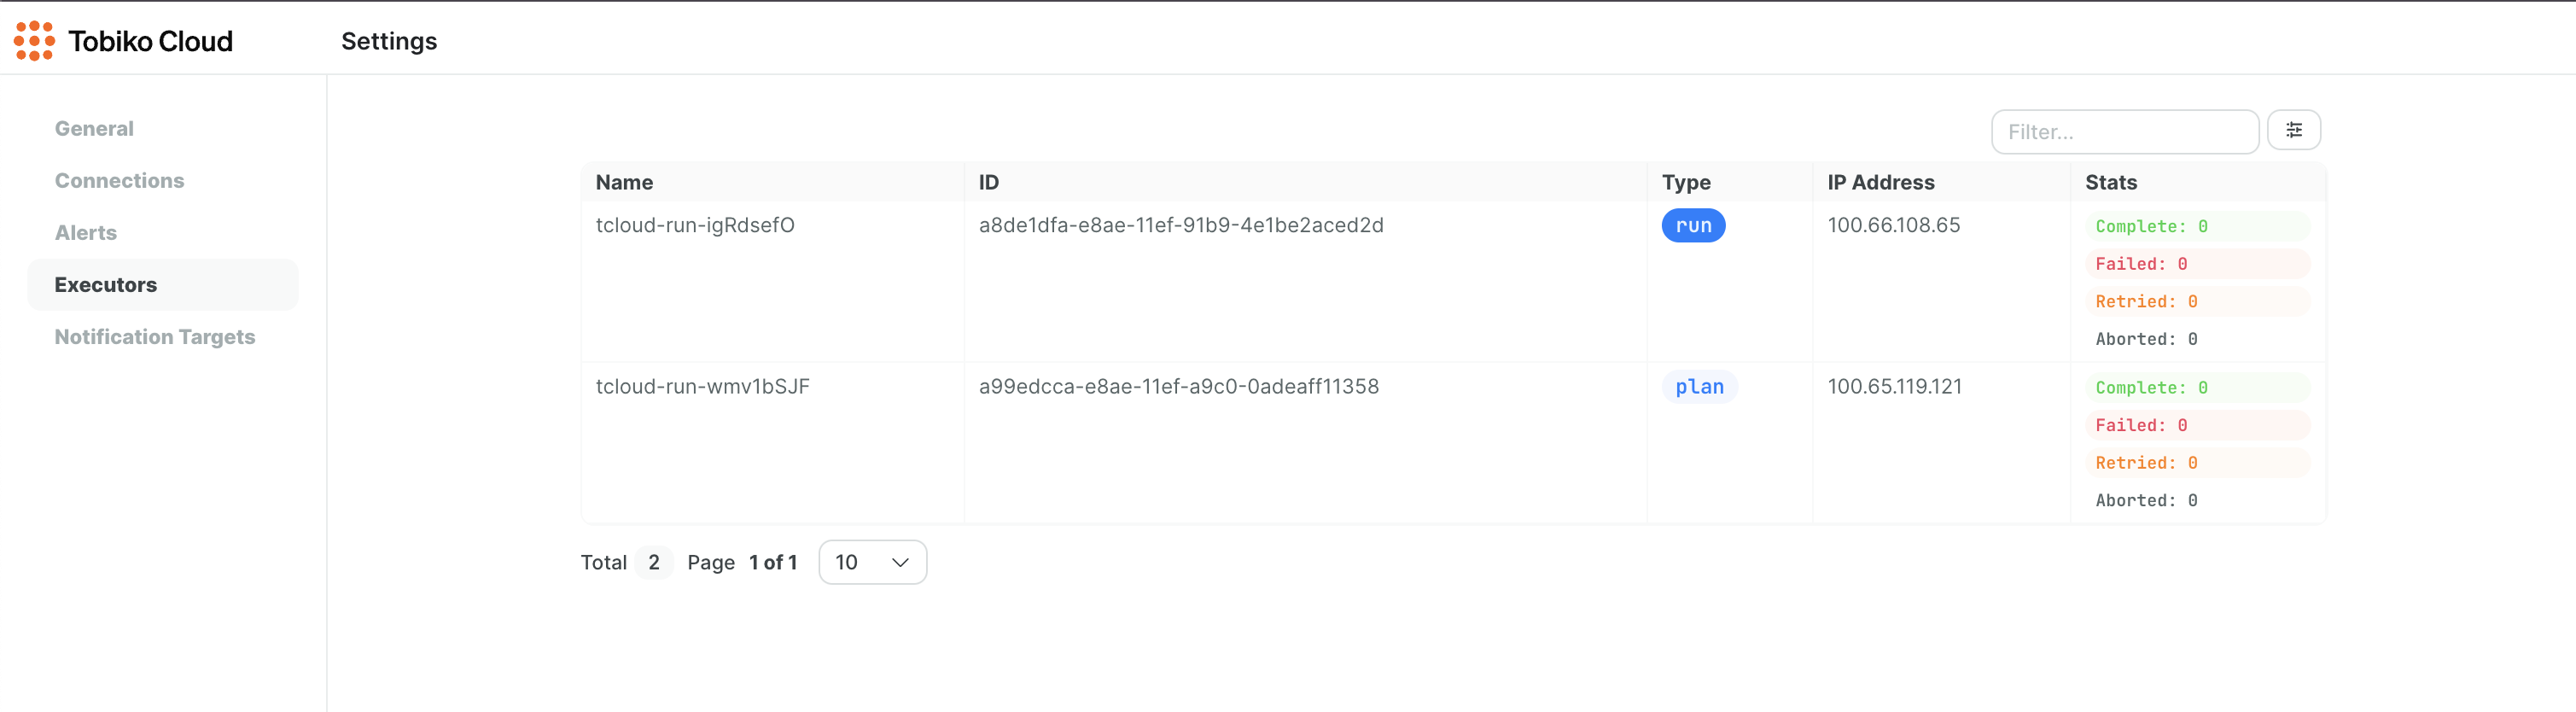 Tobiko Cloud
Settings
General
Connections
Alerts
Executors
Notification Targets
Filter...
Name ID Type IP Address Stats
tcloud-run-igRdsefO a8de1dfa-e8ae-11ef-91b9-4e1be2aced2d run 100.66.108.65 Complete: 0
Failed: 0
Retried: 0
Aborted: 0
tcloud-run-wmv1bSJF a99edcca-e8ae-11ef-a9c0-0adeaff11358 plan 100.65.119.121 Complete: 0
Failed: 0
Retried: 0
Aborted: 0
Total 2 Page 1 of 1 10